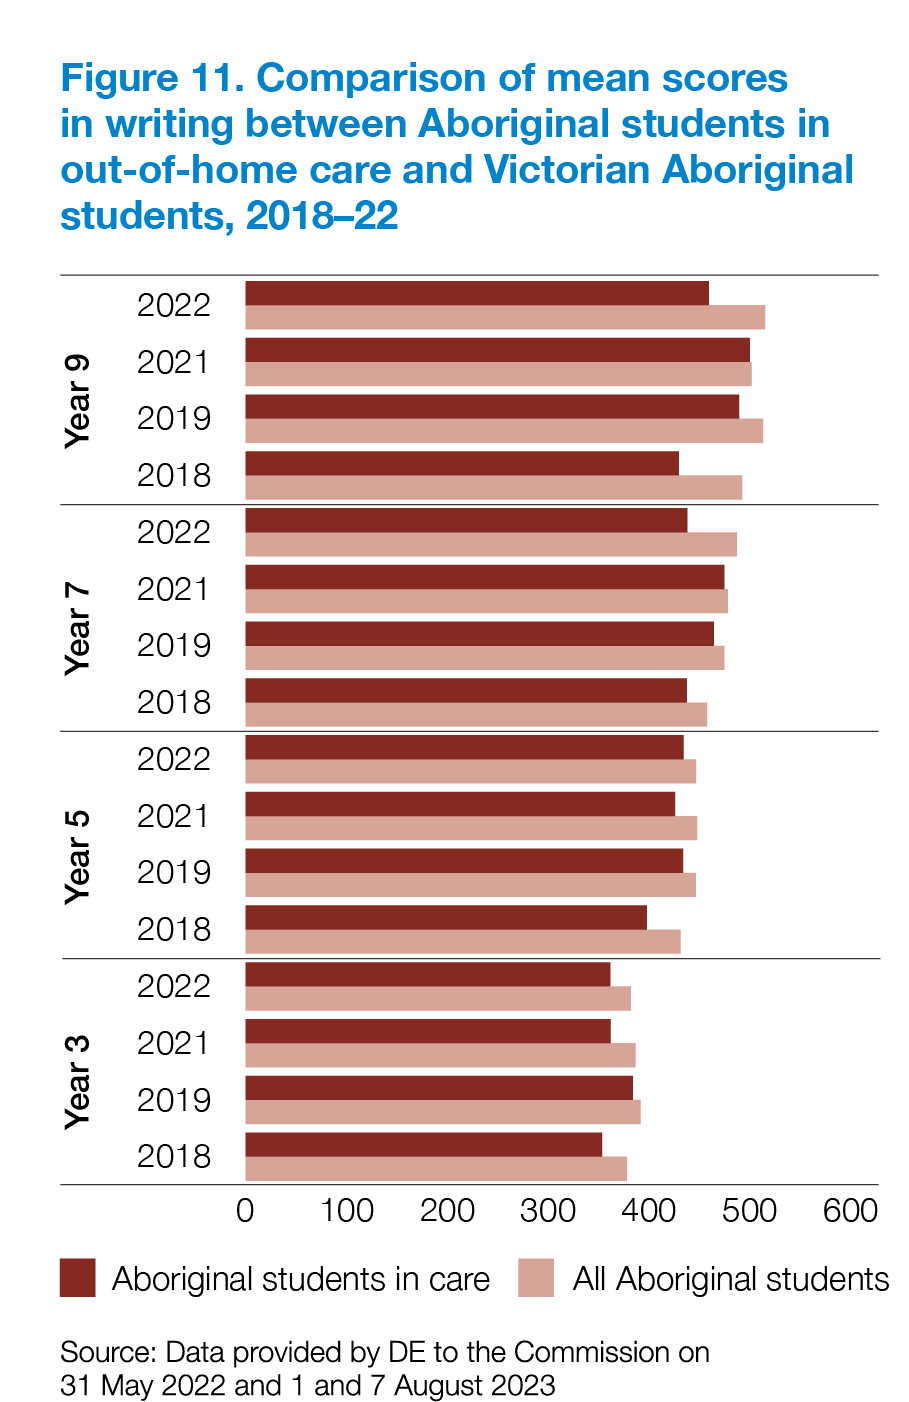 Figure 11. Comparison of mean scores
in writing between Aboriginal students in
out-of-home care and Victorian Aboriginal
students, 2018–22
Year 9
2022
2021
2019
2018
Year 7
2022
2021
2019
2018
Year 5
2022
2021
2019
2018
Year 3
2022
2021
2019
2018
0 100 200 300 400 500 600
Aboriginal students in care All Aboriginal students
Source: Data provided by DE to the Commission on
31 May 2022 and 1 and 7 August 2023